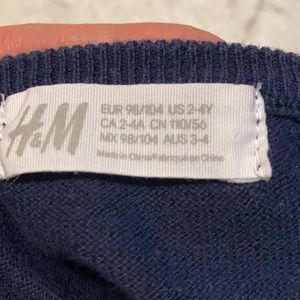 H&M
EUR 98/104 US 2-4Y
CA 2-4A CN 110/56
MX 98/104 AUS 3-4
Made in China/Fabriqué en Chine